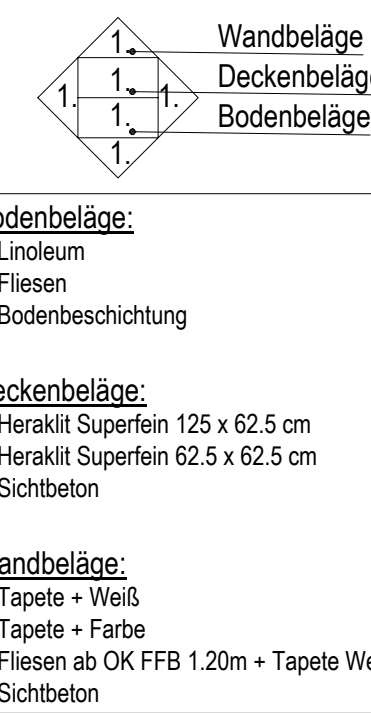 1. Wandbeläge
1. Deckenbeläge
1. 1.
1. Bodenbeläge
1.
odenbeläge:
Linoleum
Fliesen
Bodenbeschichtung
eckenbeläge:
Heraklit Superfein 125 x 62.5 cm
Heraklit Superfein 62.5 x 62.5 cm
Sichtbeton
andbeläge:
Tapete + Weiß
Tapete + Farbe
Fliesen ab OK FFB 1.20m + Tapete We
Sichtbeton